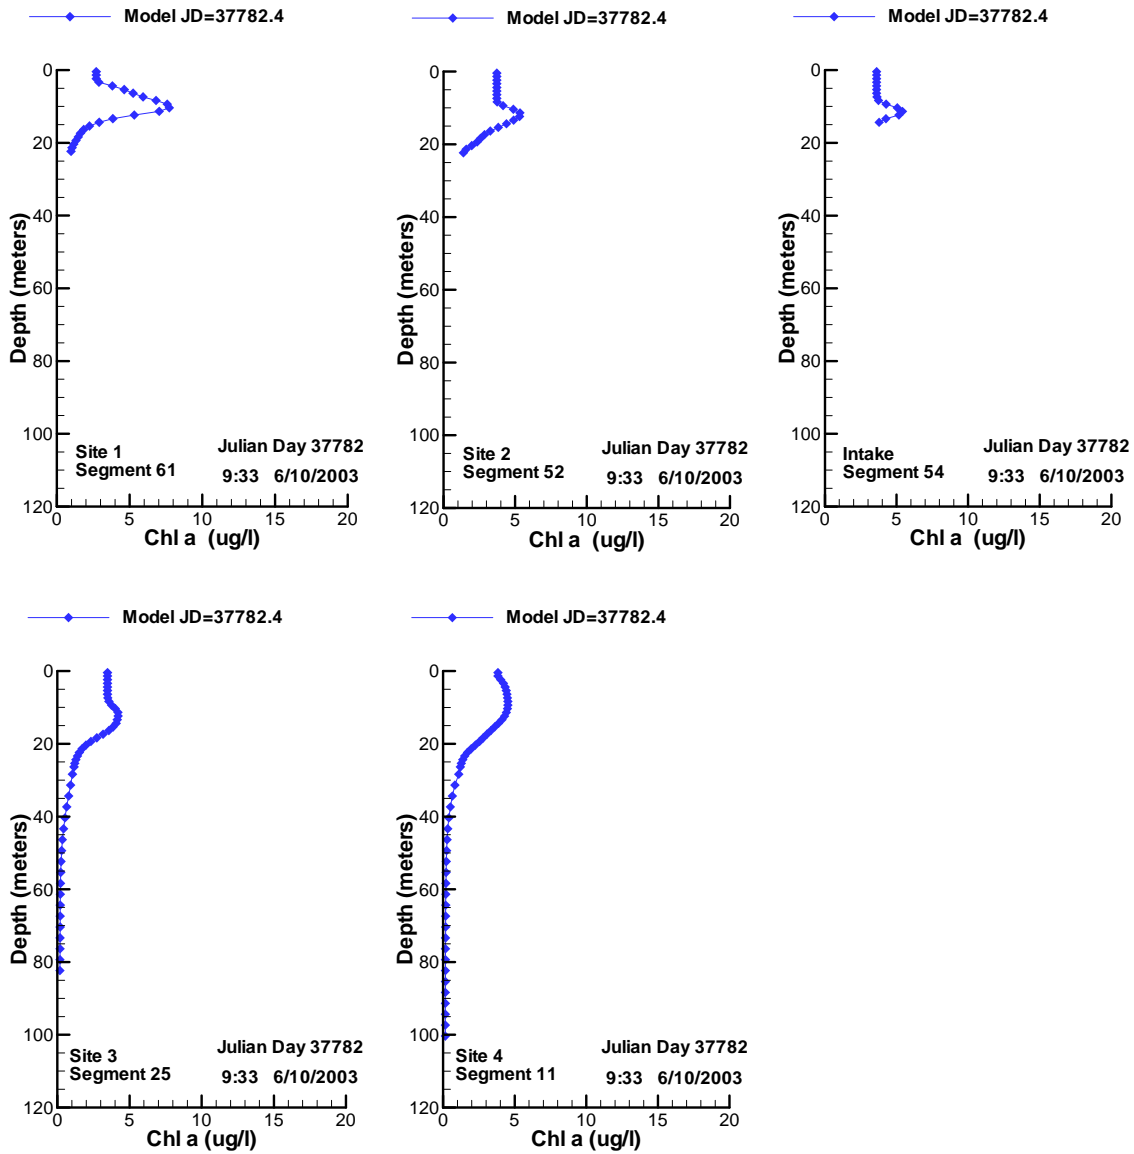 Model JD=37782.4
0
20
40
60
80
100
120
Depth (meters)
Site 1
Segment 61
Julian Day 37782
9:33 6/10/2003
0 5 10 15 20
Chl a (ug/l)
Model JD=37782.4
0
20
40
60
80
100
120
Depth (meters)
Site 2
Segment 52
Julian Day 37782
9:33 6/10/2003
0 5 10 15 20
Chl a (ug/l)
Model JD=37782.4
0
20
40
60
80
100
120
Depth (meters)
Intake
Segment 54
Julian Day 37782
9:33 6/10/2003
0 5 10 15 20
Chl a (ug/l)
Model JD=37782.4
0
20
40
60
80
100
120
Depth (meters)
Site 3
Segment 25
Julian Day 37782
9:33 6/10/2003
0 5 10 15 20
Chl a (ug/l)
Model JD=37782.4
0
20
40
60
80
100
120
Depth (meters)
Site 4
Segment 11
Julian Day 37782
9:33 6/10/2003
0 5 10 15 20
Chl a (ug/l)